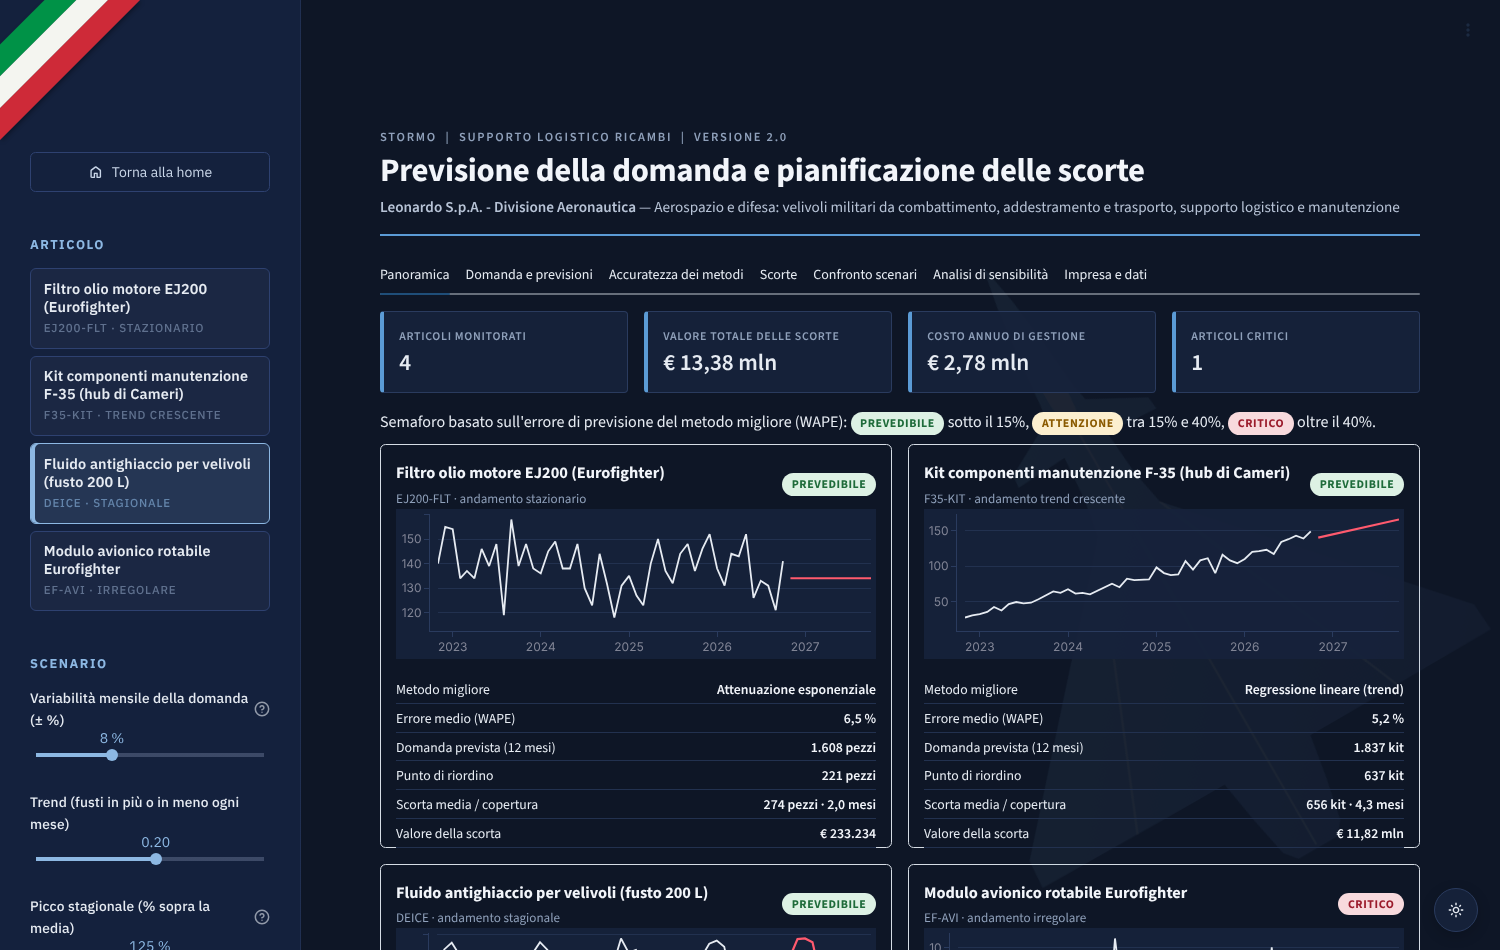 Torna alla home
ARTICOLO
Filtro olio motore EJ200
(Eurofighter)
EJ200-FLT · STAZIONARIO
Kit componenti manutenzione
F-35 (hub di Cameri)
F35-KIT · TREND CRESCENTE
Fluido antighiaccio per velivoli
(fusto 200 L)
DEICE · STAGIONALE
Modulo avionico rotabile
Eurofighter
EF-AVI · IRREGOLARE
SCENARIO
Variabilità mensile della domanda
(± %)
8 %
Trend (fusti in più o in meno ogni
mese)
0.20
Picco stagionale (% sopra la
media)
125 %
STORMO | SUPPORTO LOGISTICO RICAMBI | VERSIONE 2.0
Previsione della domanda e pianificazione delle scorte
Leonardo S.p.A. - Divisione Aeronautica — Aerospazio e difesa: velivoli militari da combattimento, addestramento e trasporto, supporto logistico e manutenzione
Panoramica Domanda e previsioni Accuratezza dei metodi Scorte Confronto scenari Analisi di sensibilità Impresa e dati
ARTICOLI MONITORATI
4
VALORE TOTALE DELLE SCORTE
€ 13,38 mln
COSTO ANNUO DI GESTIONE
€ 2,78 mln
ARTICOLI CRITICI
1
Semaforo basato sull'errore di previsione del metodo migliore (WAPE): PREVEDIBILE sotto il 15%, ATTENZIONE tra 15% e 40%, CRITICO oltre il 40%.
Filtro olio motore EJ200 (Eurofighter)
PREVEDIBILE
EJ200-FLT · andamento stazionario
150
140
130
120
2023 2024 2025 2026 2027
Metodo migliore Attenuazione esponenziale
Errore medio (WAPE) 6,5 %
Domanda prevista (12 mesi) 1.608 pezzi
Punto di riordino 221 pezzi
Scorta media / copertura 274 pezzi · 2,0 mesi
Valore della scorta € 233.234
Kit componenti manutenzione F-35 (hub di Cameri)
PREVEDIBILE
F35-KIT · andamento trend crescente
150
100
50
2023 2024 2025 2026 2027
Metodo migliore Regressione lineare (trend)
Errore medio (WAPE) 5,2 %
Domanda prevista (12 mesi) 1.837 kit
Punto di riordino 637 kit
Scorta media / copertura 656 kit · 4,3 mesi
Valore della scorta € 11,82 mln
Fluido antighiaccio per velivoli (fusto 200 L)
PREVEDIBILE
DEICE · andamento stagionale
Modulo avionico rotabile Eurofighter
CRITICO
EF-AVI · andamento irregolare
10